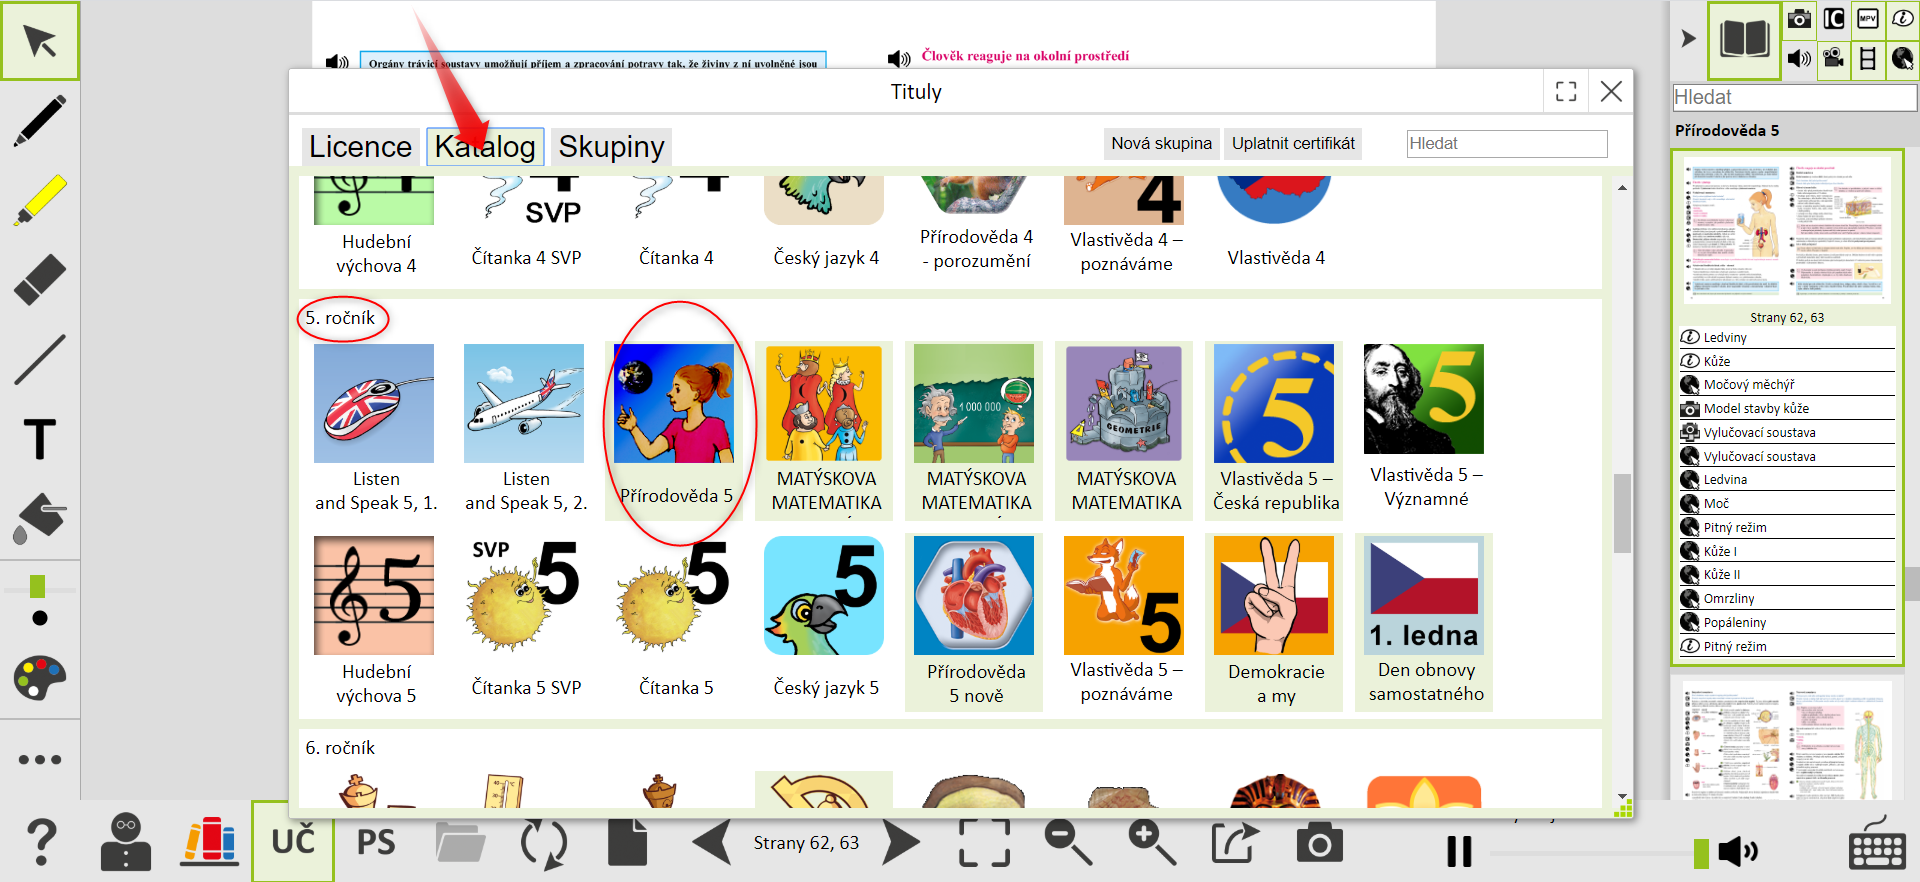 Orgány trávicí soustavy umožňují příjem a zpracování potravy tak, že živiny z ní uvolněné jsou
Člověk reaguje na okolní prostředí
Tituly
Licence
Katalog
Skupiny
Nová skupina
Uplatnit certifikát
Hledat
4
SVP
4
Hudební
výchova 4
Čítanka 4 SVP
Čítanka 4
Český jazyk 4
Přírodověda 4
- porozumění
Vlastivěda 4 –
poznáváme
Vlastivěda 4
5. ročník
1 000 000
GEOMETRIE
5
5
Listen
and Speak 5, 1.
Listen
and Speak 5, 2.
Přírodověda 5
MATÝSKOVA
MATEMATIKA
MATÝSKOVA
MATEMATIKA
MATÝSKOVA
MATEMATIKA
Vlastivěda 5 –
Česká republika
Vlastivěda 5 –
Významné
5
SVP 5
5
5
5
1. ledna
Hudební
výchova 5
Čítanka 5 SVP
Čítanka 5
Český jazyk 5
Přírodověda
5 nově
Vlastivěda 5 –
poznáváme
Demokracie
a my
Den obnovy
samostatného
6. ročník
IC
MPV
Hledat
Přírodověda 5
Strany 62, 63
Ledviny
Kůže
Močový měchýř
Model stavby kůže
Vylučovací soustava
Vylučovací soustava
Ledvina
Moč
Pitný režim
Kůže I
Kůže II
Omrzliny
Popáleniny
Pitný režim
T
?
UČ
PS
Strany 62, 63